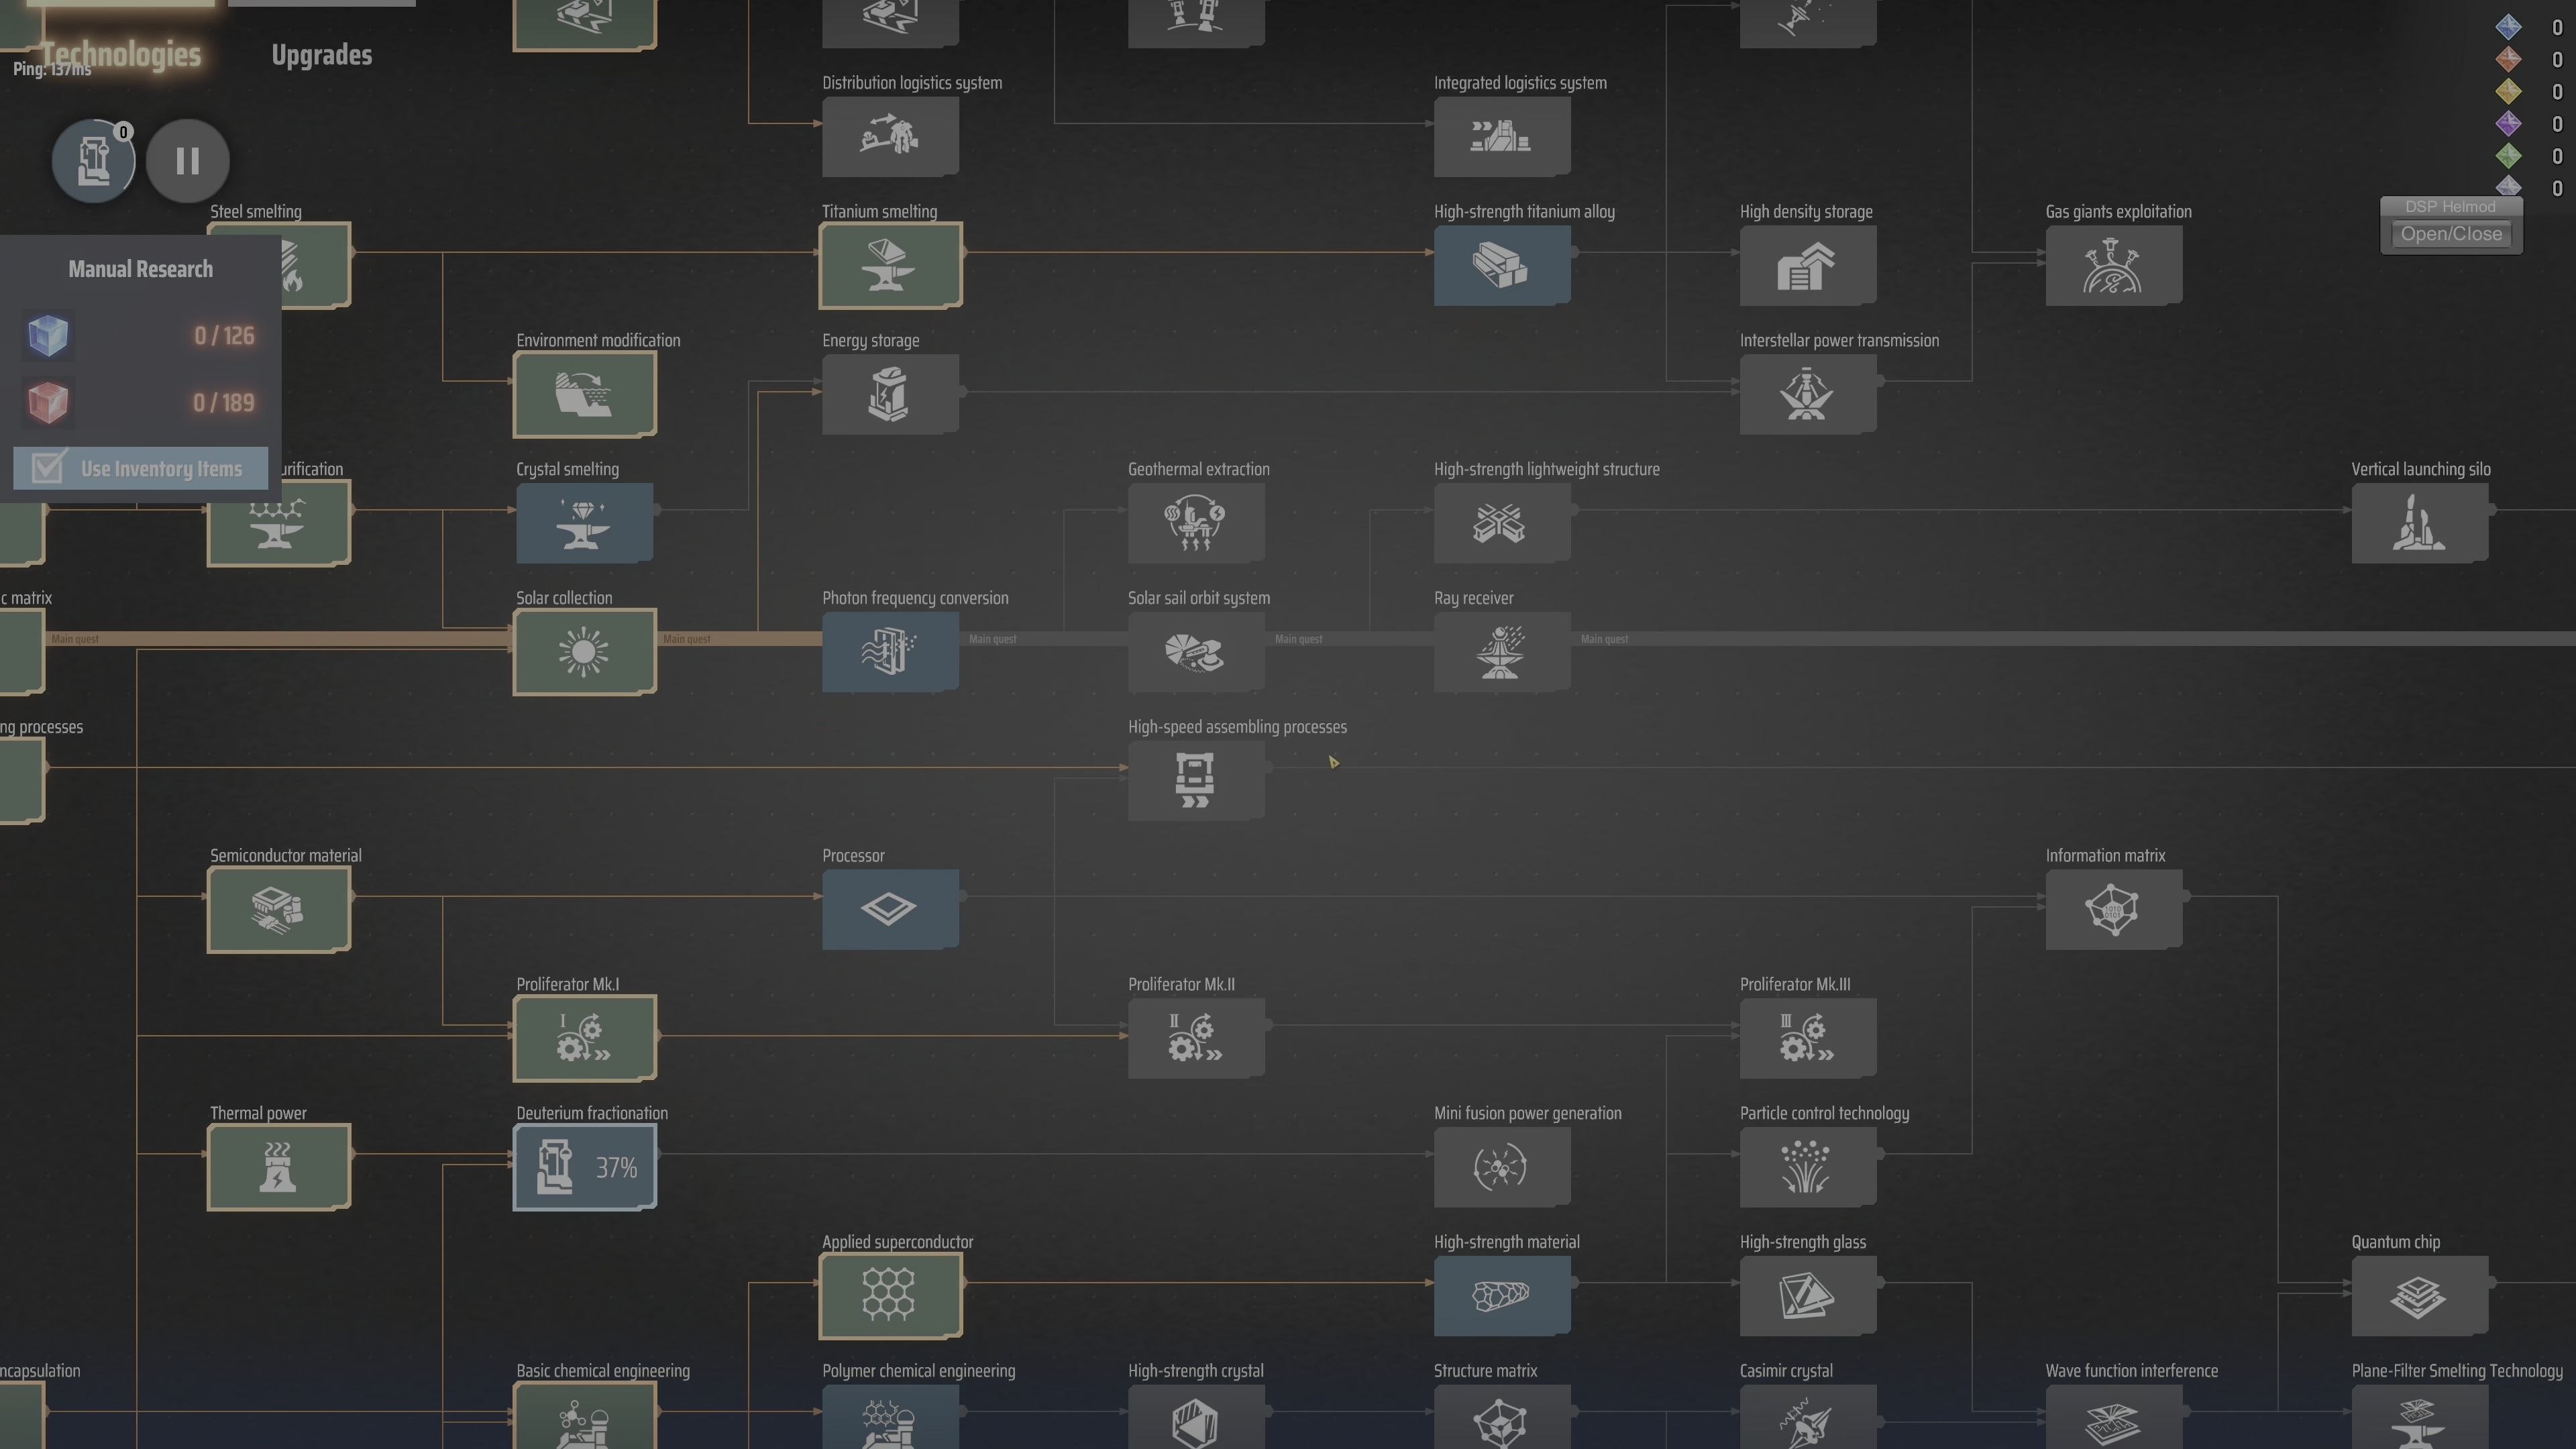 Technologies
Upgrades
Ping: 137ms
0
0
0
0
0
0
0
DSP Helmod
Open/Close
Manual Research
0 / 126
0 / 189
Use Inventory Items
Distribution logistics system
Integrated logistics system
Steel smelting
Titanium smelting
High-strength titanium alloy
High density storage
Gas giants exploitation
Environment modification
Energy storage
Interstellar power transmission
urification
Crystal smelting
Geothermal extraction
High-strength lightweight structure
Vertical launching silo
c matrix
Solar collection
Photon frequency conversion
Solar sail orbit system
Ray receiver
Main quest
Main quest
Main quest
Main quest
Main quest
ng processes
High-speed assembling processes
Semiconductor material
Processor
Information matrix
Proliferator Mk.I
Proliferator Mk.II
Proliferator Mk.III
I
II
III
Thermal power
Deuterium fractionation
Mini fusion power generation
Particle control technology
37%
Applied superconductor
High-strength material
High-strength glass
Quantum chip
ncapsulation
Basic chemical engineering
Polymer chemical engineering
High-strength crystal
Structure matrix
Casimir crystal
Wave function interference
Plane-Filter Smelting Technology